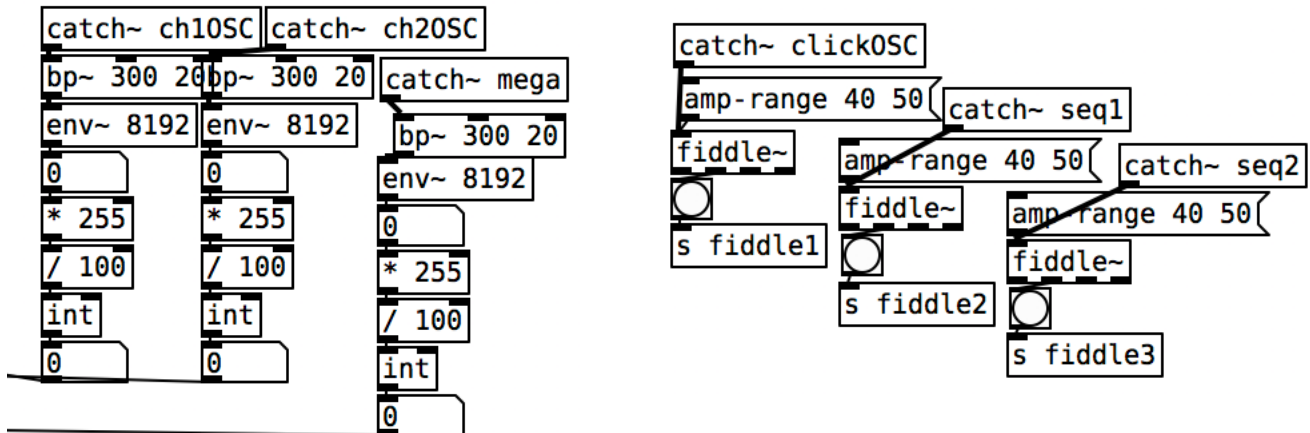 catch~ ch1OSC
catch~ ch2OSC
bp~ 300 20
bp~ 300 20
catch~ mega
env~ 8192
env~ 8192
bp~ 300 20
0
0
env~ 8192
* 255
* 255
0
/ 100
/ 100
* 255
int
int
/ 100
0
0
int
0
catch~ clickOSC
amp-range 40 50
catch~ seq1
fiddle~
amp-range 40 50
catch~ seq2
s fiddle1
fiddle~
amp-range 40 50
s fiddle2
fiddle~
s fiddle3